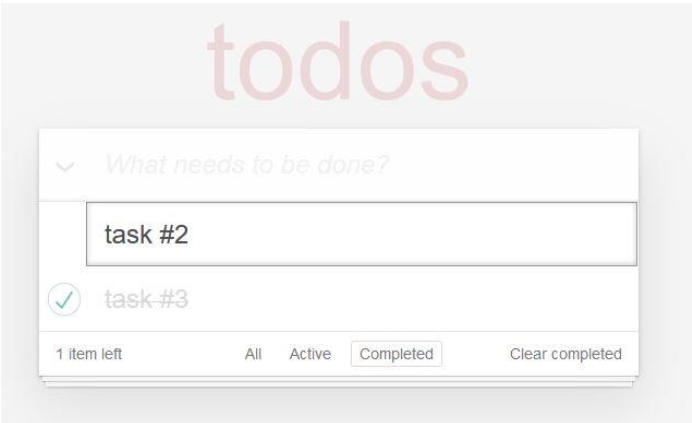 todos
What needs to be done?
task #2
task #3
1 item left All Active Completed Clear completed